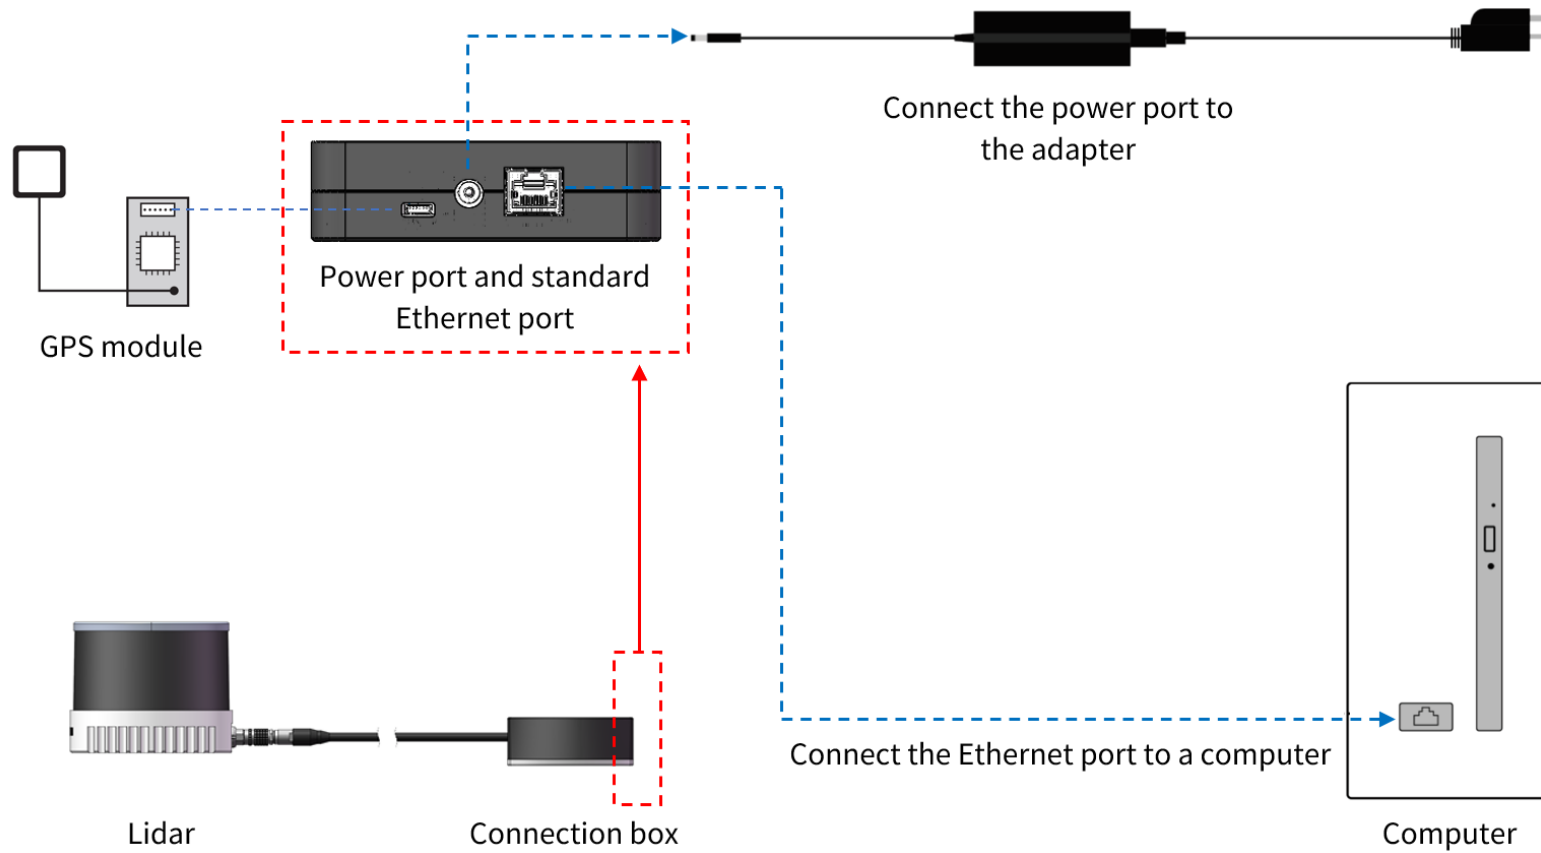 Connect the power port to
the adapter
Power port and standard
Ethernet port
GPS module
Connect the Ethernet port to a computer
Lidar
Connection box
Computer